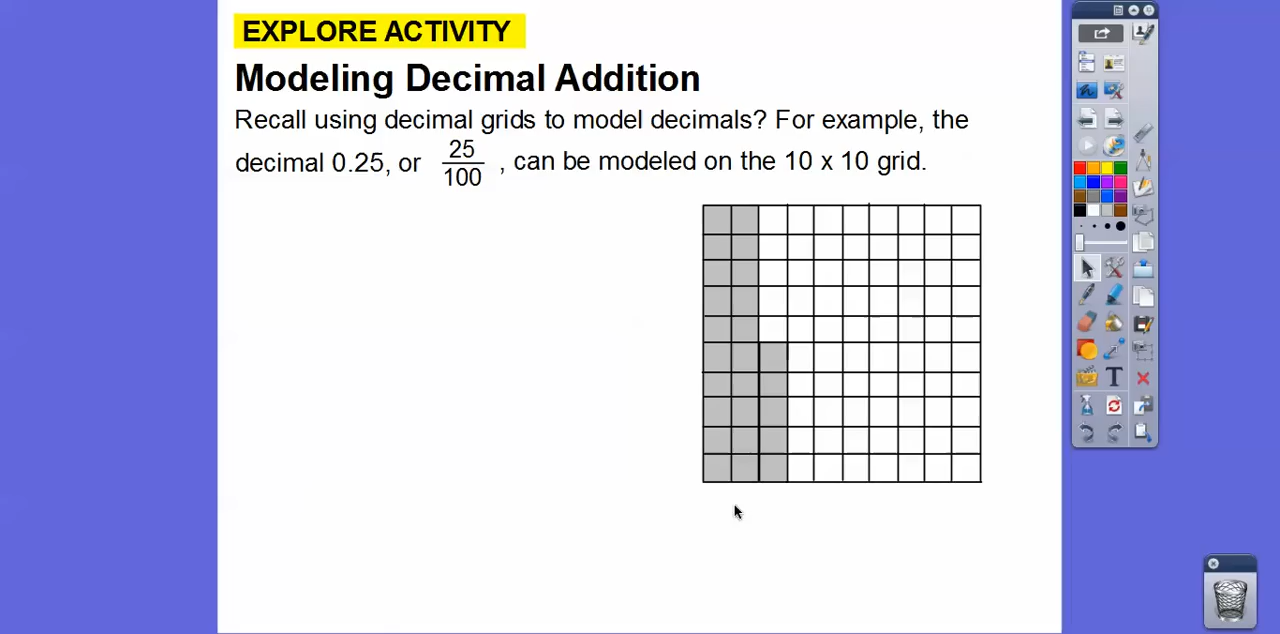 EXPLORE ACTIVITY
Modeling Decimal Addition
Recall using decimal grids to model decimals? For example, the
decimal 0.25, or 25/100 , can be modeled on the 10 x 10 grid.
T